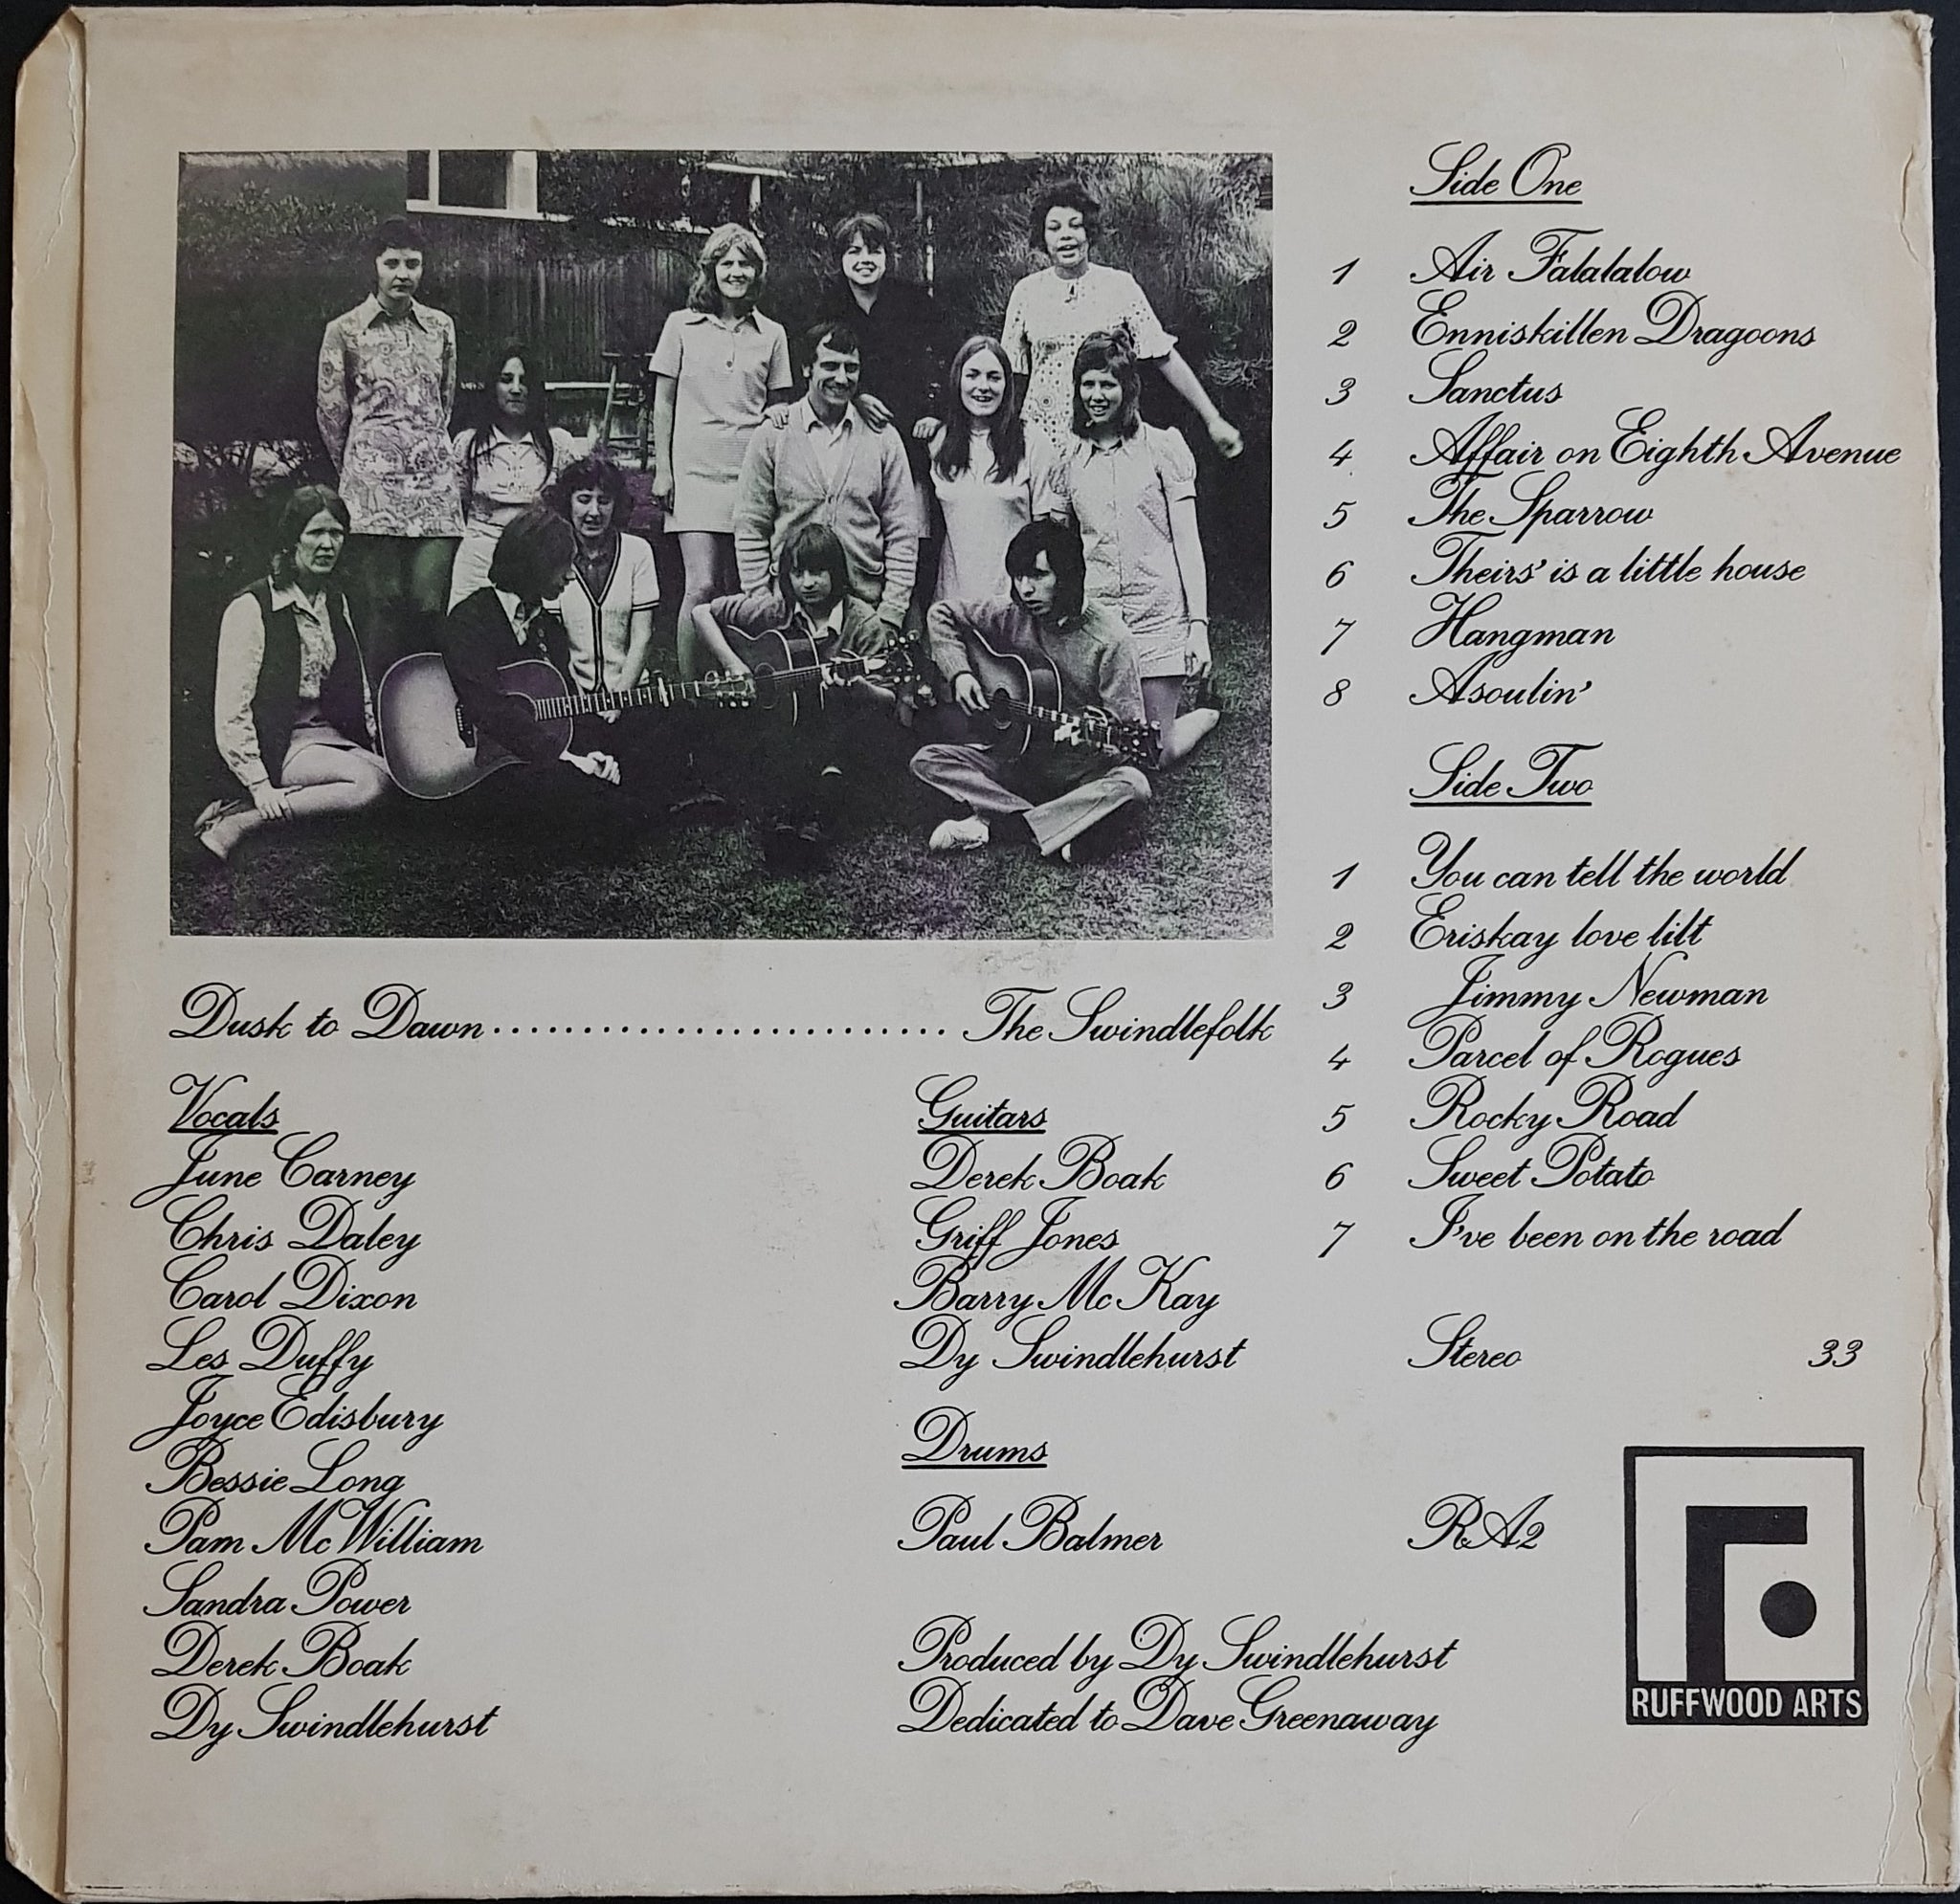 Side One
1 Air Falalalow
2 Enniskillen Dragoons
3 Sanctus
4 Affair on Eighth Avenue
5 The Sparrow
6 Theirs' is a little house
7 Hangman
8 Asoulin'
Side Two
1 You can tell the world
2 Eriskay love lilt
3 Jimmy Newman
4 Parcel of Rogues
5 Rocky Road
6 Sweet Potato
7 I've been on the road
Dusk to Dawn.........................The Swindlefolk
Vocals
June Carney
Chris Daley
Carol Dixon
Les Duffy
Joyce Edisbury
Bessie Long
Pam McWilliam
Sandra Power
Derek Boak
Dy Swindlehurst
Guitars
Derek Boak
Griff Jones
Barry Mc Kay
Dy Swindlehurst
Drums
Paul Balmer
Produced by Dy Swindlehurst
Dedicated to Dave Greenaway
Stereo 33
RA2
RUFFWOOD ARTS